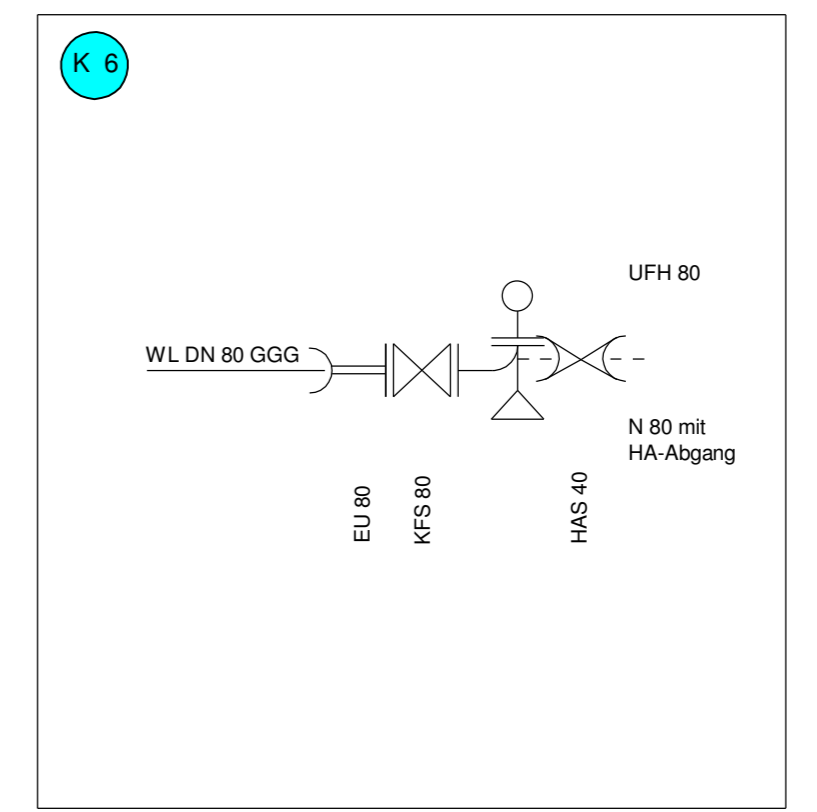 K 6
UFH 80
WL DN 80 GGG
N 80 mit
HA-Abgang
EU 80
KFS 80
HAS 40